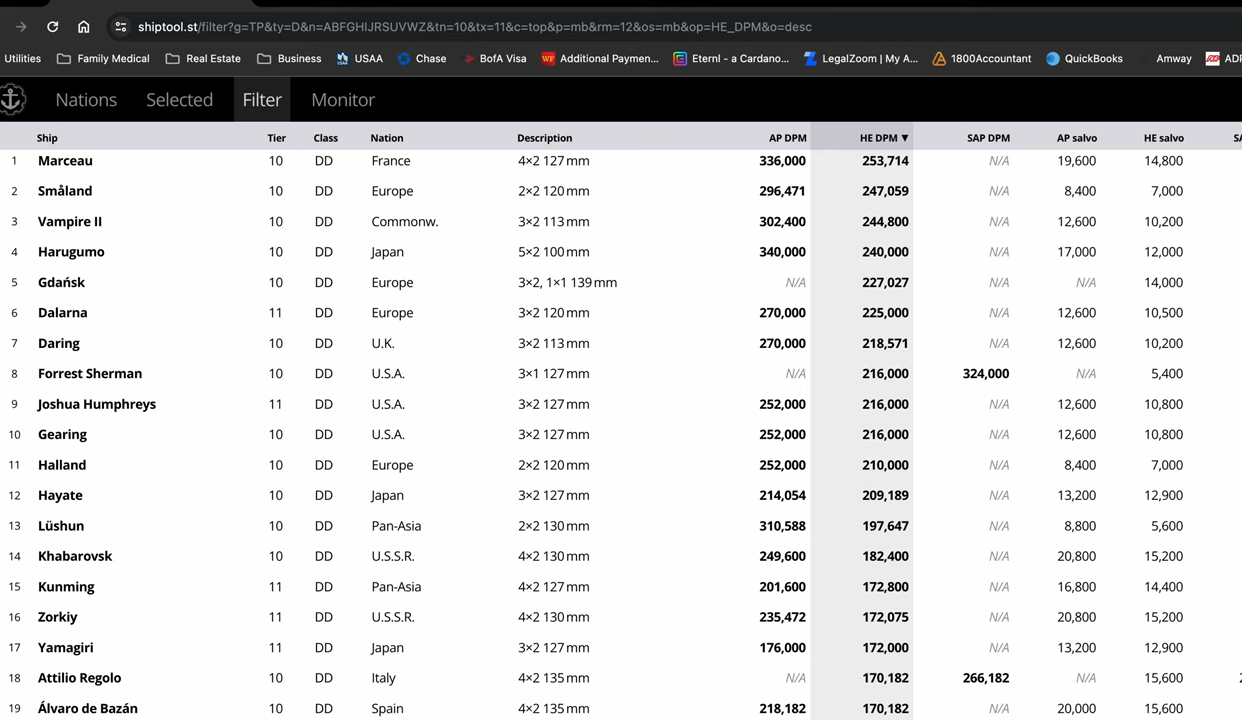 shiptool.st/filter?g=TP&ty=D&n=ABFGHIJRSUVWZ&tn=10&tx=11&c=top&p=mb&rm=12&os=mb&op=HE_DPM&o=desc
Utilities Family Medical Real Estate Business USAA Chase BofA Visa WF Additional Paymen... Eternl - a Cardano... LegalZoom | My A... 1800Accountant QuickBooks Amway ADP
Nations Selected Filter Monitor
Ship Tier Class Nation Description AP DPM HE DPM ▼ SAP DPM AP salvo HE salvo SA
1 Marceau 10 DD France 4×2 127 mm 336,000 253,714 N/A 19,600 14,800
2 Småland 10 DD Europe 2×2 120 mm 296,471 247,059 N/A 8,400 7,000
3 Vampire II 10 DD Commonw. 3×2 113 mm 302,400 244,800 N/A 12,600 10,200
4 Harugumo 10 DD Japan 5×2 100 mm 340,000 240,000 N/A 17,000 12,000
5 Gdańsk 10 DD Europe 3×2, 1×1 139 mm N/A 227,027 N/A N/A 14,000
6 Dalarna 11 DD Europe 3×2 120 mm 270,000 225,000 N/A 12,600 10,500
7 Daring 10 DD U.K. 3×2 113 mm 270,000 218,571 N/A 12,600 10,200
8 Forrest Sherman 10 DD U.S.A. 3×1 127 mm N/A 216,000 324,000 N/A 5,400
9 Joshua Humphreys 11 DD U.S.A. 3×2 127 mm 252,000 216,000 N/A 12,600 10,800
10 Gearing 10 DD U.S.A. 3×2 127 mm 252,000 216,000 N/A 12,600 10,800
11 Halland 10 DD Europe 2×2 120 mm 252,000 210,000 N/A 8,400 7,000
12 Hayate 10 DD Japan 3×2 127 mm 214,054 209,189 N/A 13,200 12,900
13 Lüshun 10 DD Pan-Asia 2×2 130 mm 310,588 197,647 N/A 8,800 5,600
14 Khabarovsk 10 DD U.S.S.R. 4×2 130 mm 249,600 182,400 N/A 20,800 15,200
15 Kunming 11 DD Pan-Asia 4×2 127 mm 201,600 172,800 N/A 16,800 14,400
16 Zorkiy 11 DD U.S.S.R. 4×2 130 mm 235,472 172,075 N/A 20,800 15,200
17 Yamagiri 11 DD Japan 3×2 127 mm 176,000 172,000 N/A 13,200 12,900
18 Attilio Regolo 10 DD Italy 4×2 135 mm N/A 170,182 266,182 N/A 15,600
19 Álvaro de Bazán 10 DD Spain 4×2 135 mm 218,182 170,182 N/A 20,000 15,600